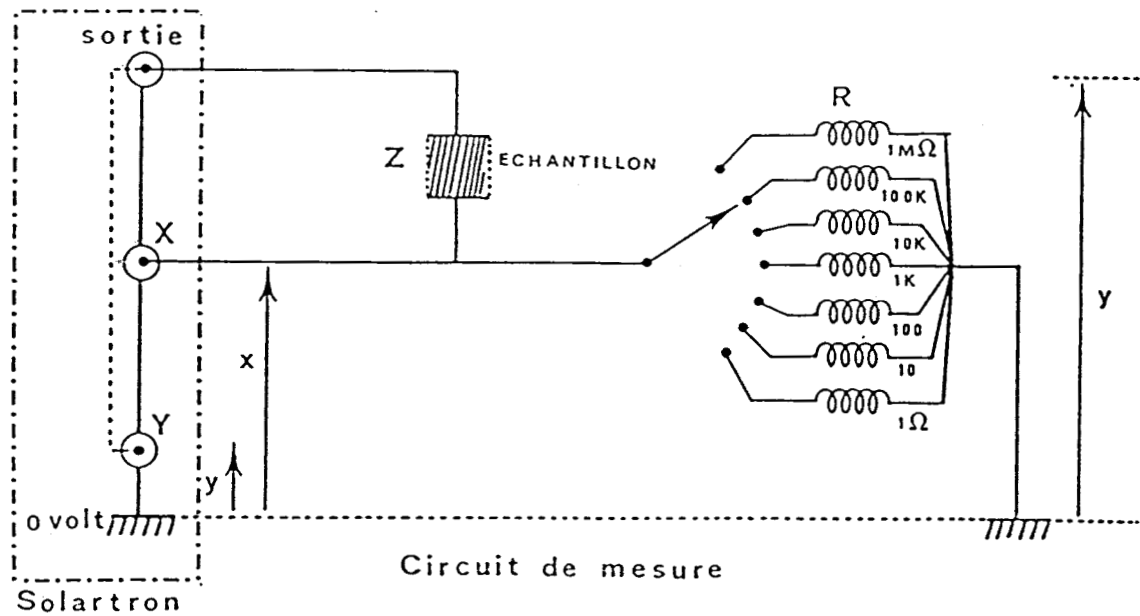 sortie
R
1MΩ
Z
ECHANTILLON
100K
X
10K
1K
y
100
x
10
Y
1Ω
y
0 volt
Circuit de mesure
Solartron